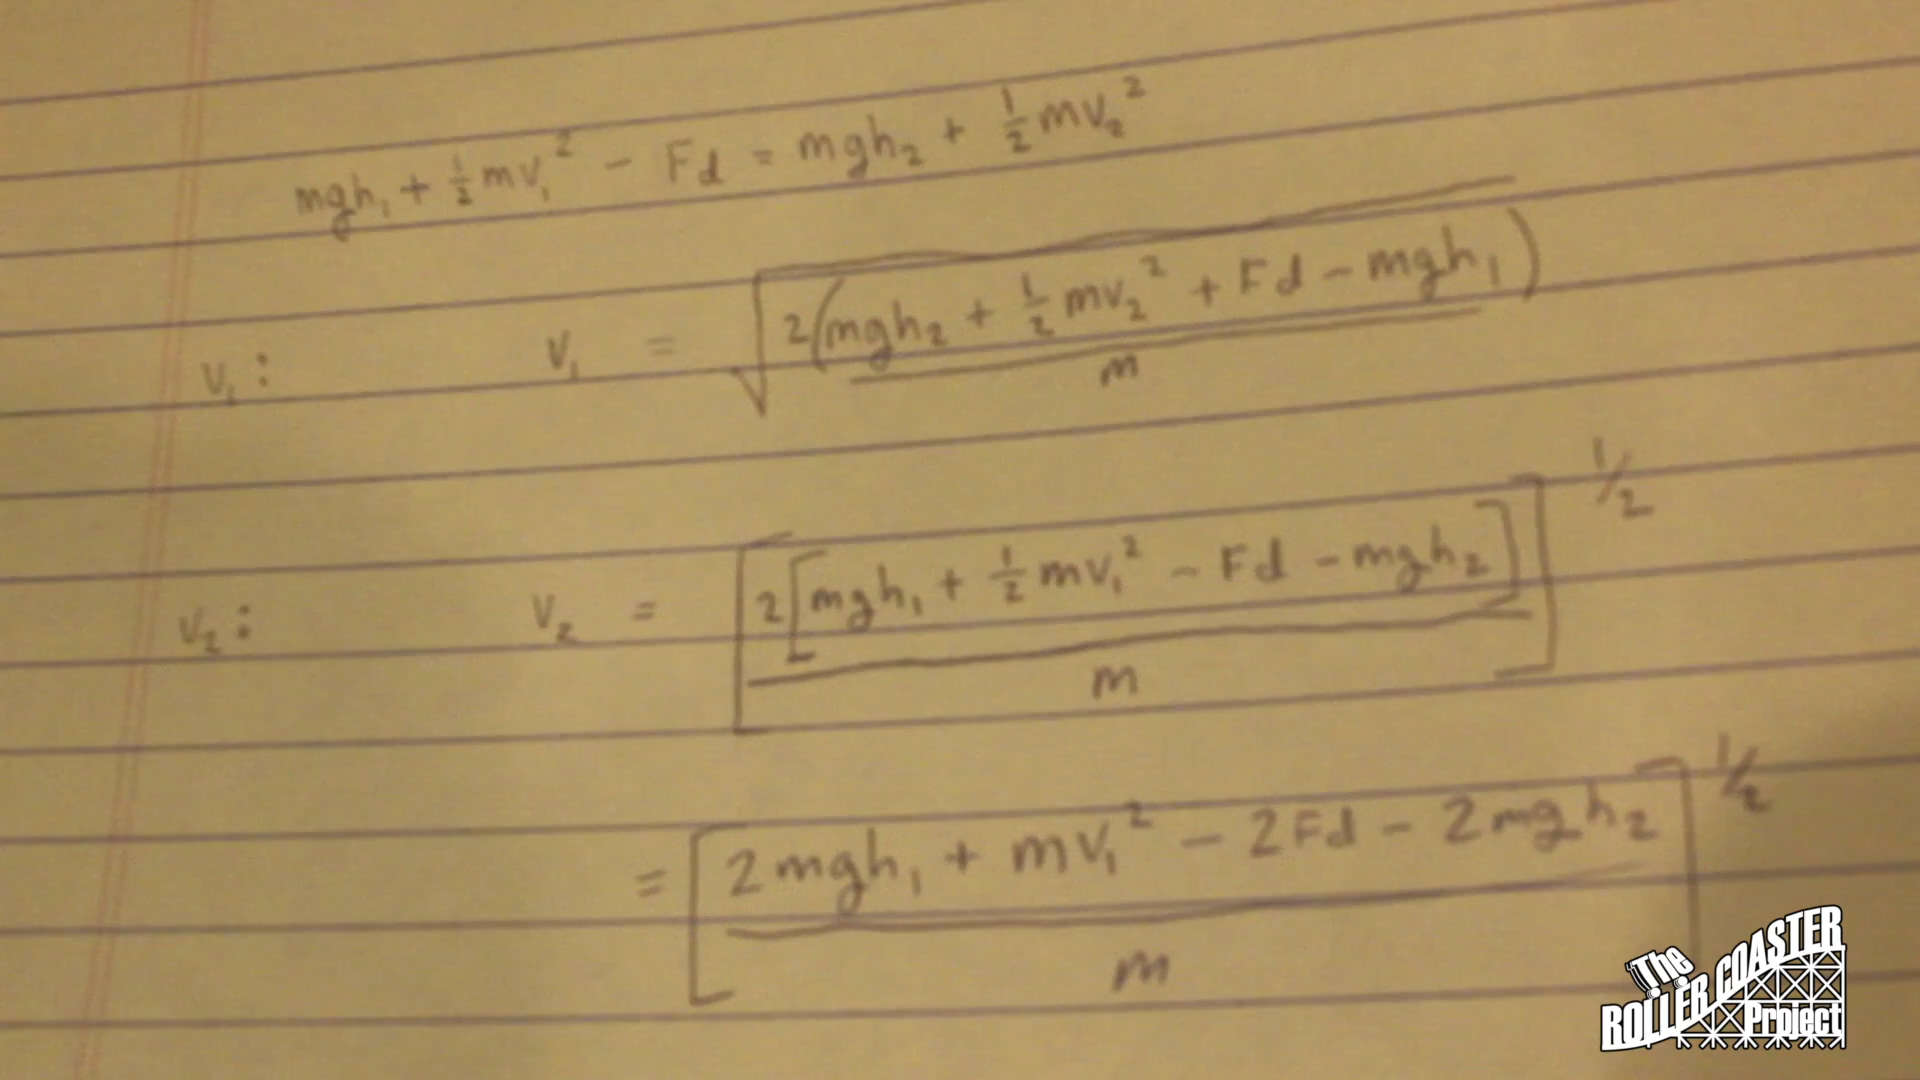 mgh₁ + ½mv₁² − Fd = mgh₂ + ½mv₂²
v₁: v₁ = √(2(mgh₂ + ½mv₂² + Fd − mgh₁)/m)
v₂: v₂ = [2[mgh₁ + ½mv₁² − Fd − mgh₂]/m]^½
= [2mgh₁ + mv₁² − 2Fd − 2mgh₂/m]^½
The
ROLLER COASTER
Project